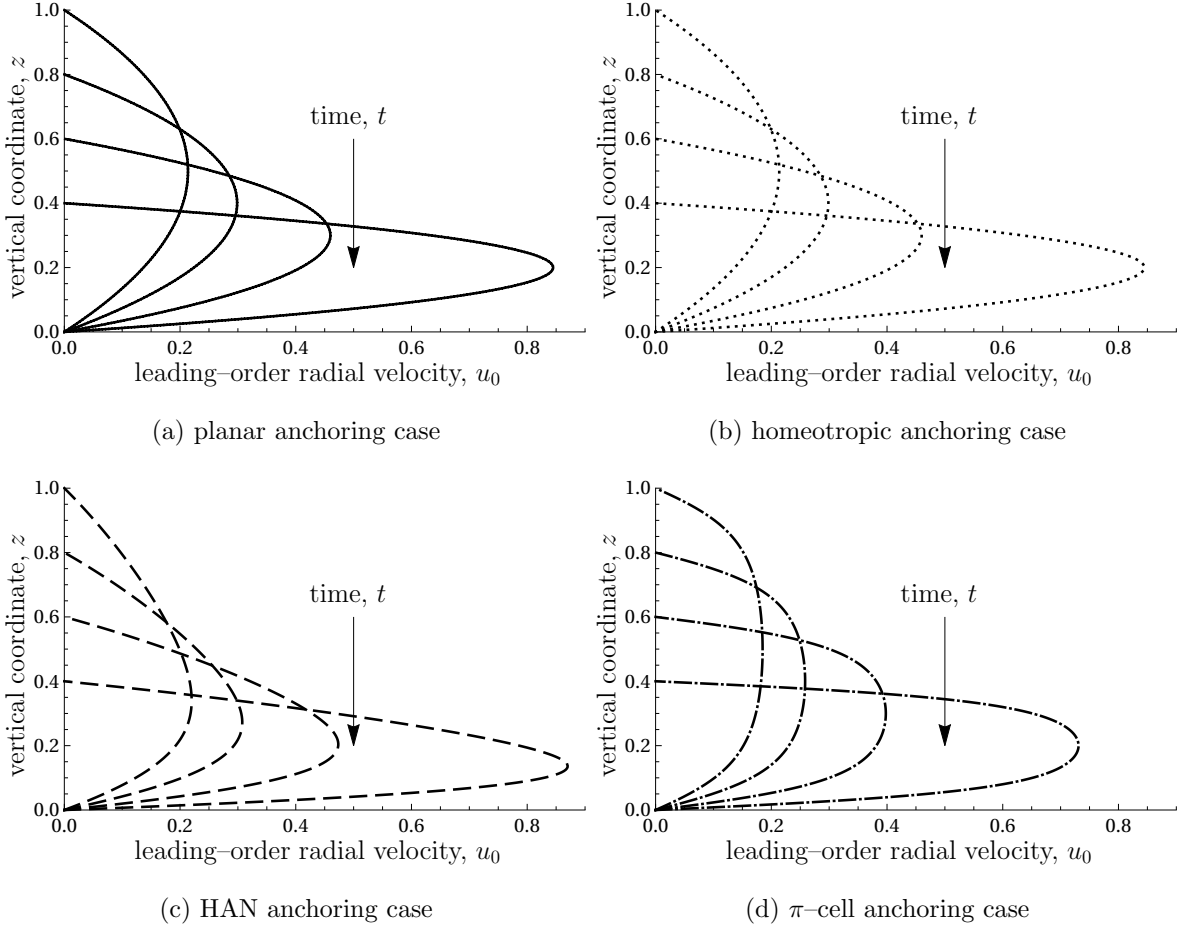 vertical coordinate, z
1.0
0.8
0.6
0.4
0.2
0.0
0.0 0.2 0.4 0.6 0.8
time, t
leading–order radial velocity, u₀
(a) planar anchoring case
vertical coordinate, z
1.0
0.8
0.6
0.4
0.2
0.0
0.0 0.2 0.4 0.6 0.8
time, t
leading–order radial velocity, u₀
(b) homeotropic anchoring case
vertical coordinate, z
1.0
0.8
0.6
0.4
0.2
0.0
0.0 0.2 0.4 0.6 0.8
time, t
leading–order radial velocity, u₀
(c) HAN anchoring case
vertical coordinate, z
1.0
0.8
0.6
0.4
0.2
0.0
0.0 0.2 0.4 0.6 0.8
time, t
leading–order radial velocity, u₀
(d) π–cell anchoring case